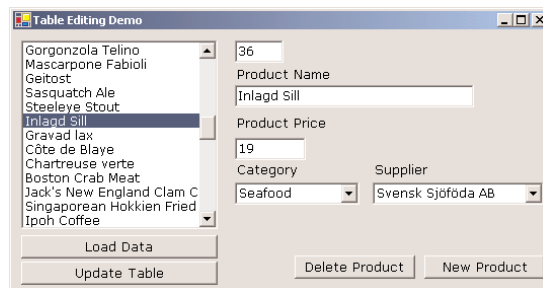 Table Editing Demo
Gorgonzola Telino
Mascarpone Fabioli
Geitost
Sasquatch Ale
Steeleye Stout
Inlagd Sill
Gravad lax
Côte de Blaye
Chartreuse verte
Boston Crab Meat
Jack's New England Clam C
Singaporean Hokkien Fried
Ipoh Coffee
Load Data
Update Table
36
Product Name
Inlagd Sill
Product Price
19
Category
Supplier
Seafood
Svensk Sjöföda AB
Delete Product
New Product